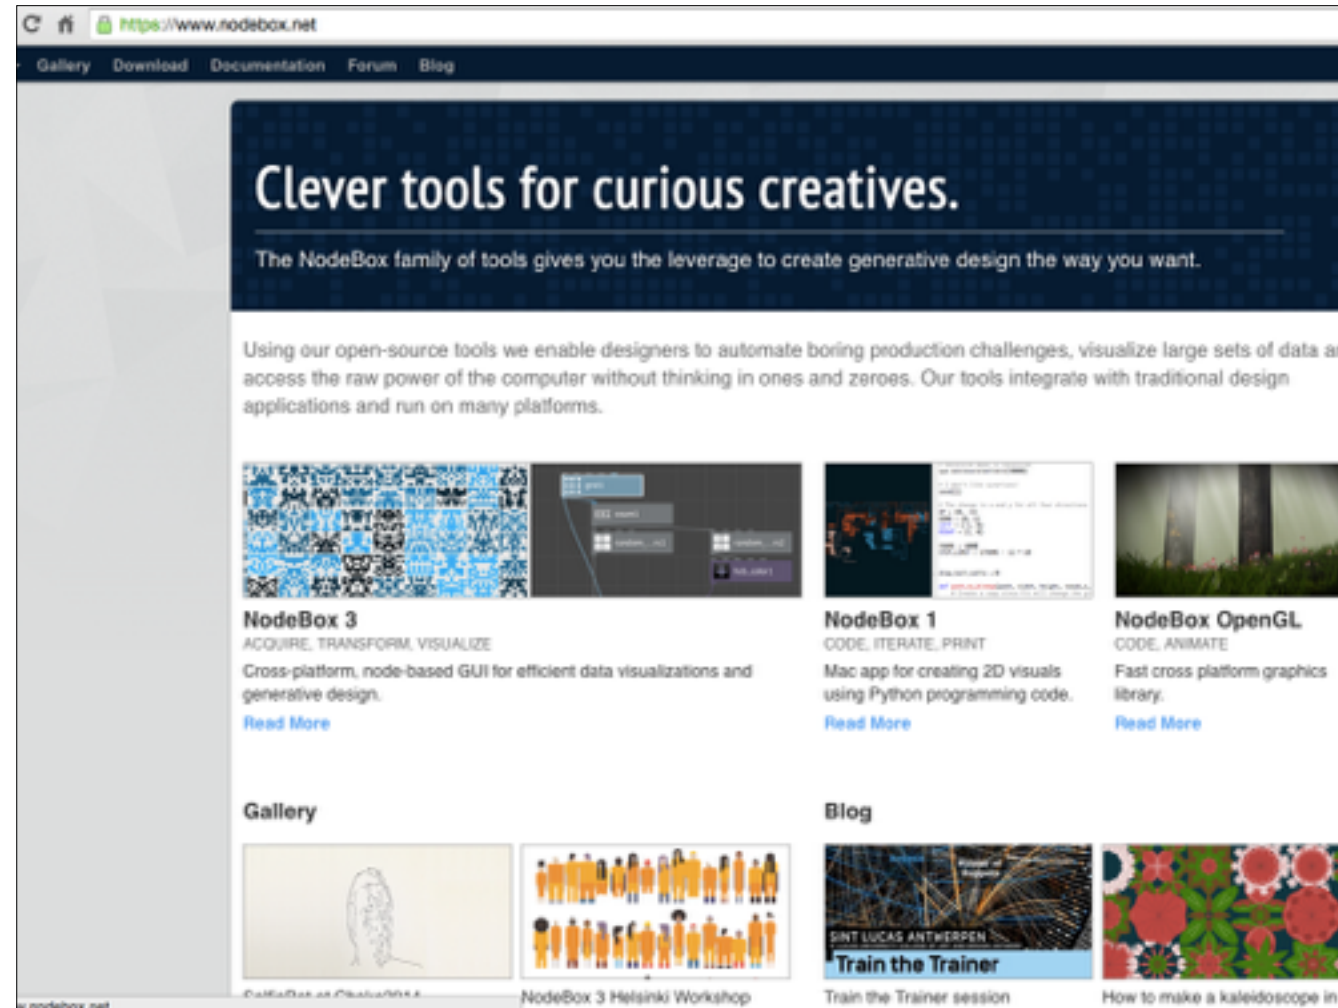 https://www.nodebox.net
Gallery Download Documentation Forum Blog
Clever tools for curious creatives.
The NodeBox family of tools gives you the leverage to create generative design the way you want.
Using our open-source tools we enable designers to automate boring production challenges, visualize large sets of data
access the raw power of the computer without thinking in ones and zeroes. Our tools integrate with traditional design
applications and run on many platforms.
NodeBox 3
ACQUIRE, TRANSFORM, VISUALIZE
Cross-platform, node-based GUI for efficient data visualizations and
generative design.
Read More
NodeBox 1
CODE, ITERATE, PRINT
Mac app for creating 2D visuals
using Python programming code.
Read More
NodeBox OpenGL
CODE, ANIMATE
Fast cross platform graphics
library.
Read More
Gallery
NodeBox 3 Helsinki Workshop
Blog
SINT LUCAS ANTWERPEN
Train the Trainer
Train the Trainer session
How to make a kaleidoscope in